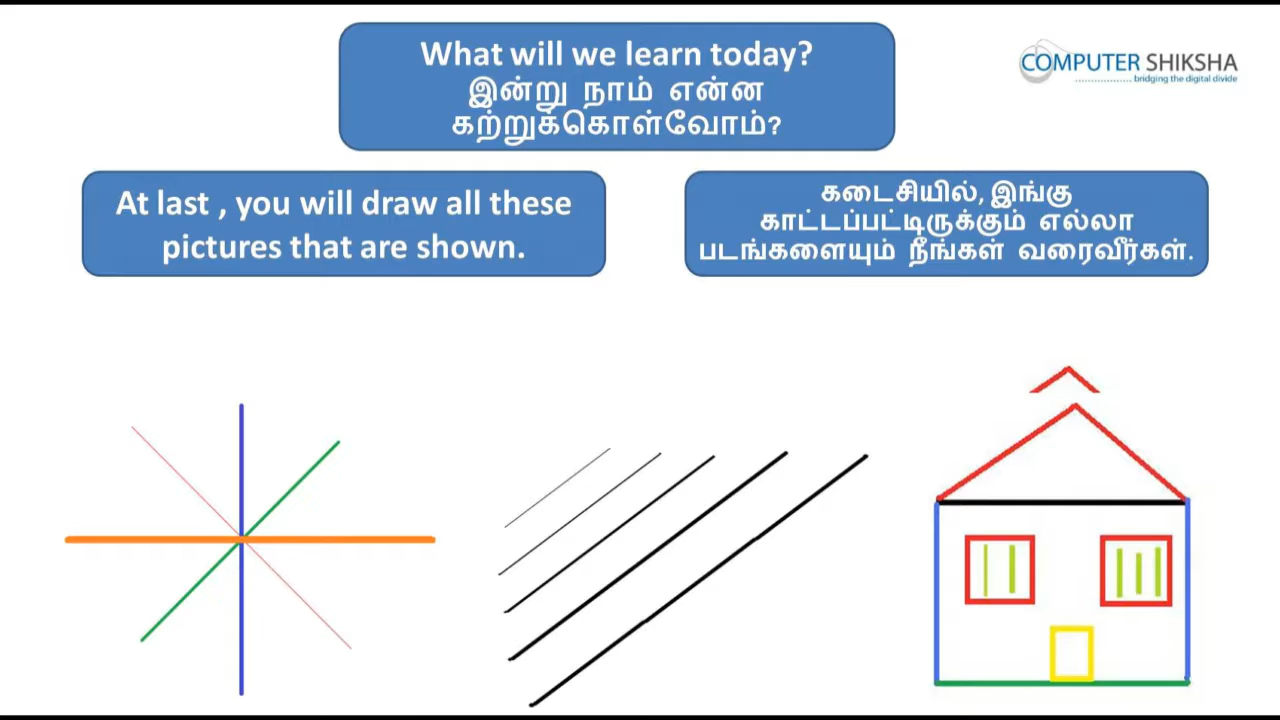 What will we learn today?
இன்று நாம் என்ன
கற்றுக்கொள்வோம்?
COMPUTER SHIKSHA
bridging the digital divide
At last , you will draw all these
pictures that are shown.
கடைசியில், இங்கு
காட்டப்பட்டிருக்கும் எல்லா
படங்களையும் நீங்கள் வரைவீர்கள்.